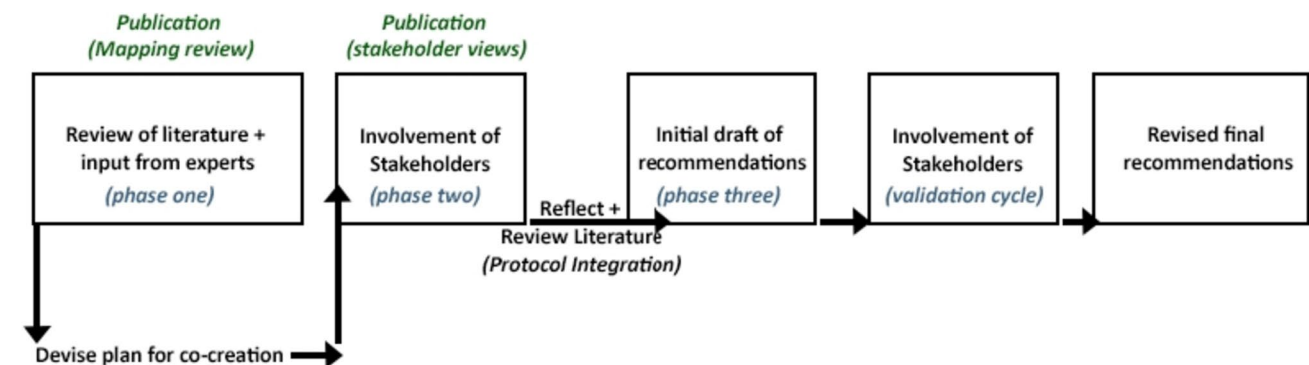 Publication
(Mapping review)
Publication
(stakeholder views)
Review of literature +
input from experts
(phase one)
Involvement of
Stakeholders
(phase two)
Reflect +
Review Literature
(Protocol Integration)
Initial draft of
recommendations
(phase three)
Involvement of
Stakeholders
(validation cycle)
Revised final
recommendations
Devise plan for co-creation